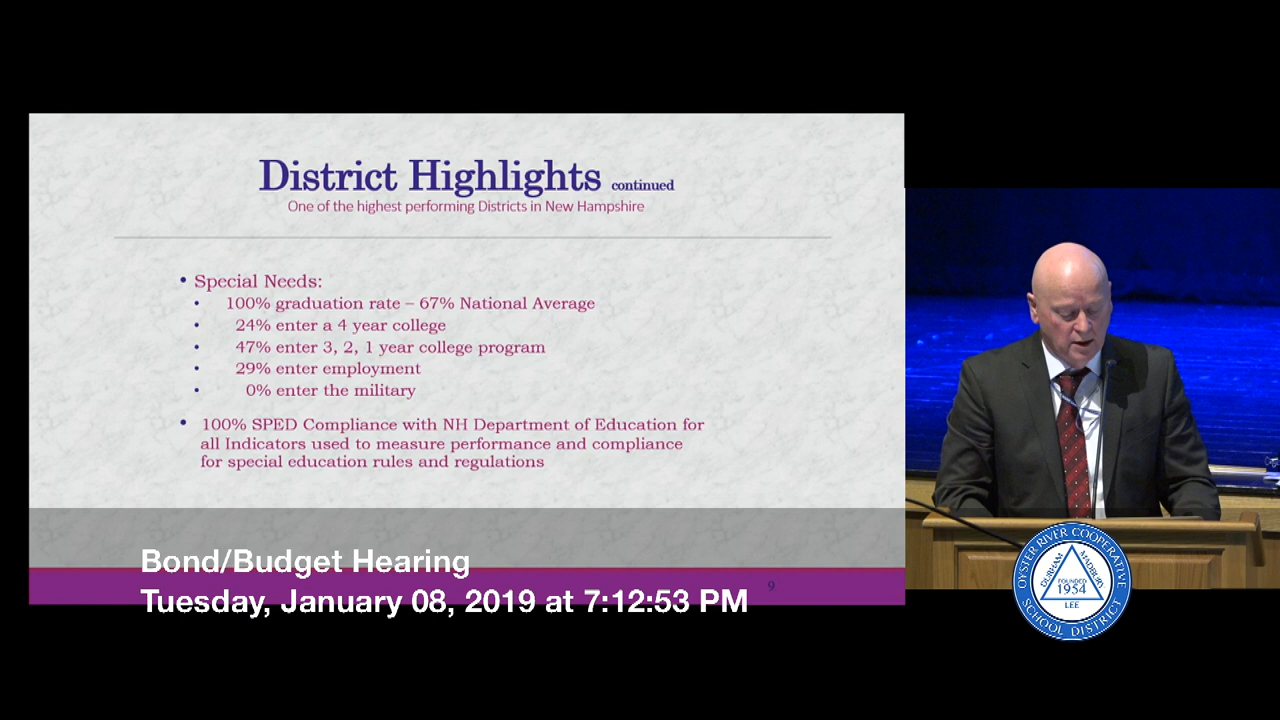 District Highlights continued
One of the highest performing Districts in New Hampshire
• Special Needs:
• 100% graduation rate – 67% National Average
• 24% enter a 4 year college
• 47% enter 3, 2, 1 year college program
• 29% enter employment
• 0% enter the military
• 100% SPED Compliance with NH Department of Education for
all Indicators used to measure performance and compliance
for special education rules and regulations
9
Bond/Budget Hearing
Tuesday, January 08, 2019 at 7:12:53 PM
OYSTER RIVER COOPERATIVE
SCHOOL DISTRICT
DURHAM
MADBURY
FOUNDED
1954
LEE